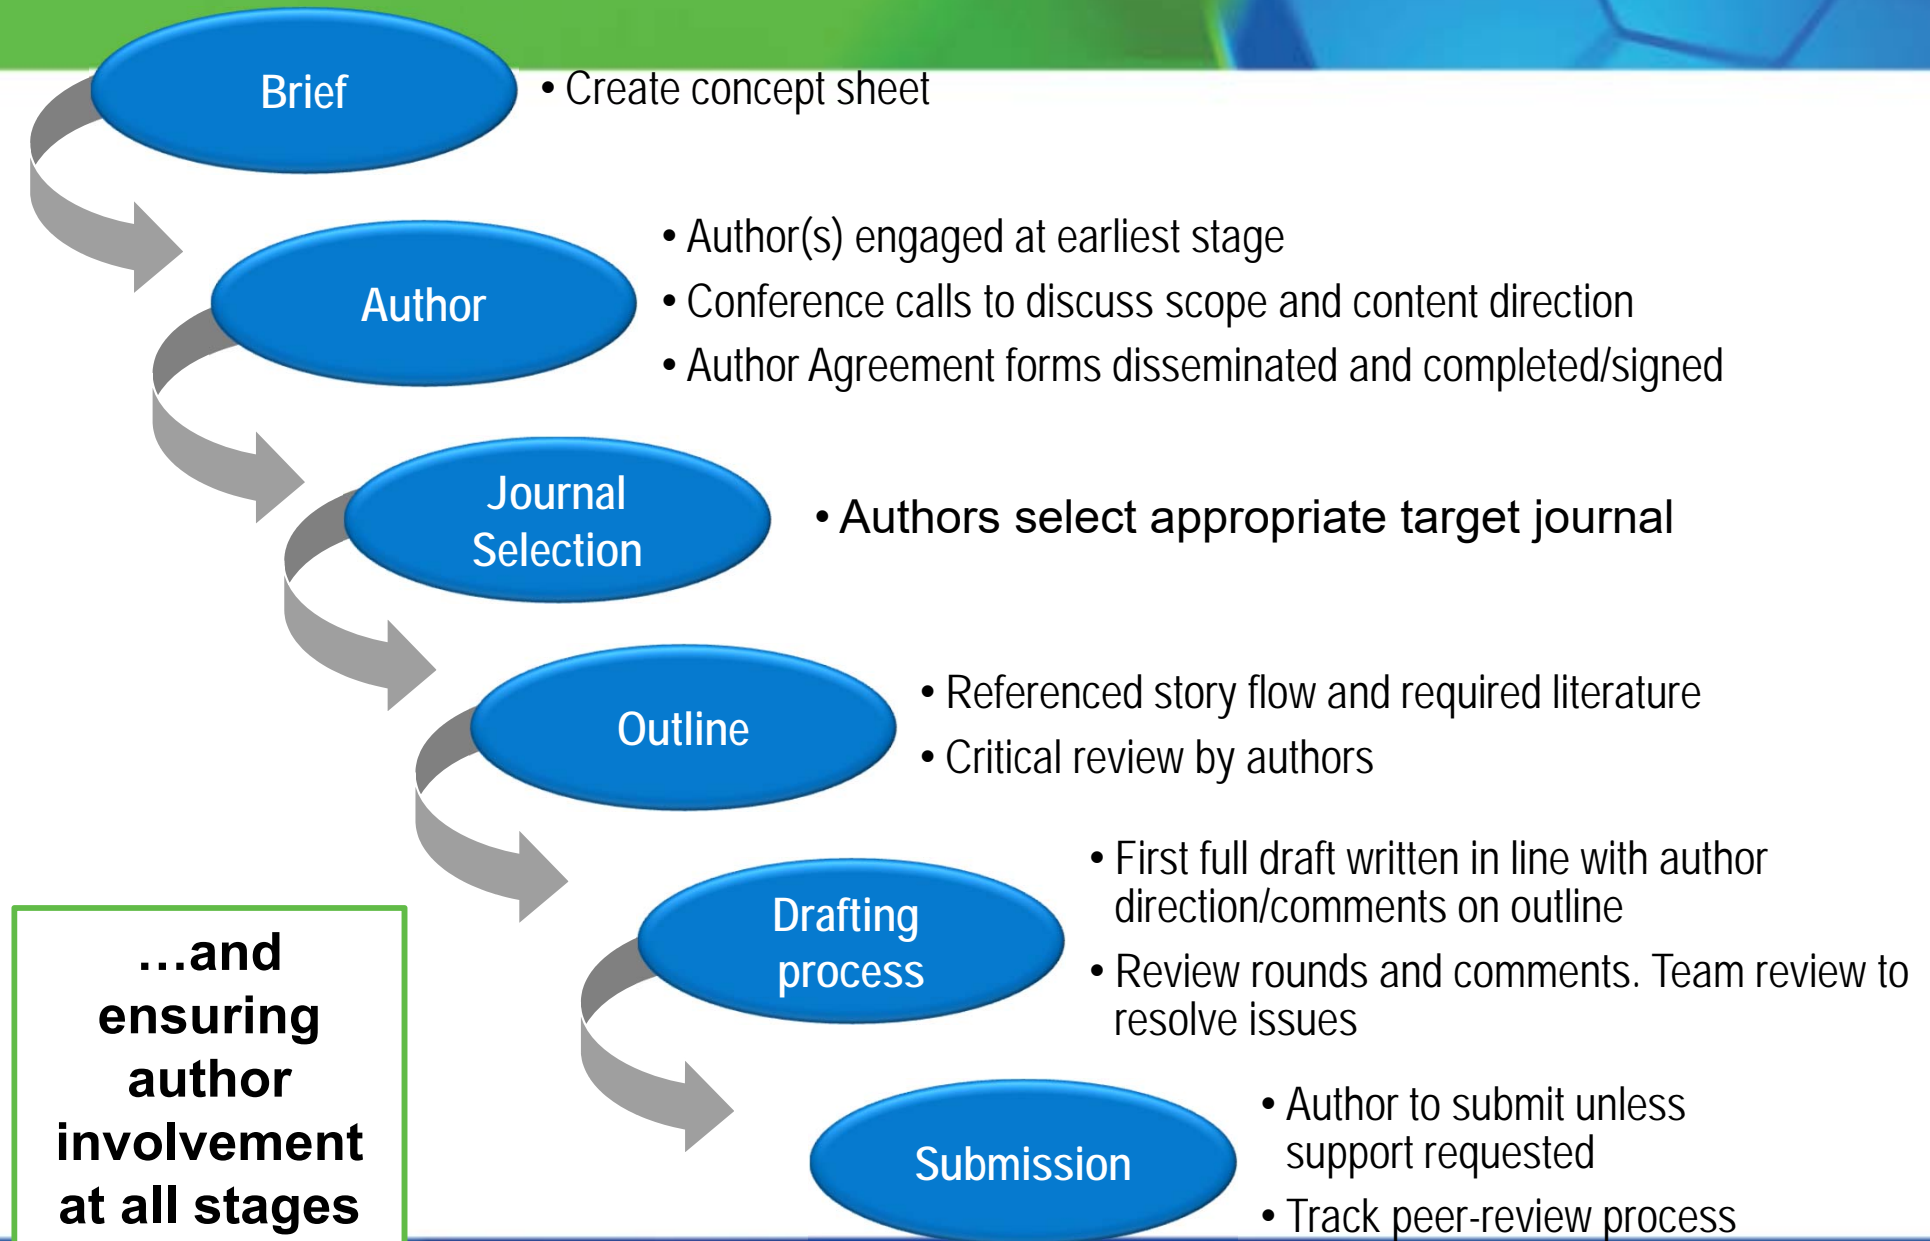 Brief
• Create concept sheet
Author
• Author(s) engaged at earliest stage
• Conference calls to discuss scope and content direction
• Author Agreement forms disseminated and completed/signed
Journal
Selection
• Authors select appropriate target journal
Outline
• Referenced story flow and required literature
• Critical review by authors
Drafting
process
• First full draft written in line with author
direction/comments on outline
• Review rounds and comments. Team review to
resolve issues
Submission
• Author to submit unless
support requested
• Track peer-review process
…and
ensuring
author
involvement
at all stages